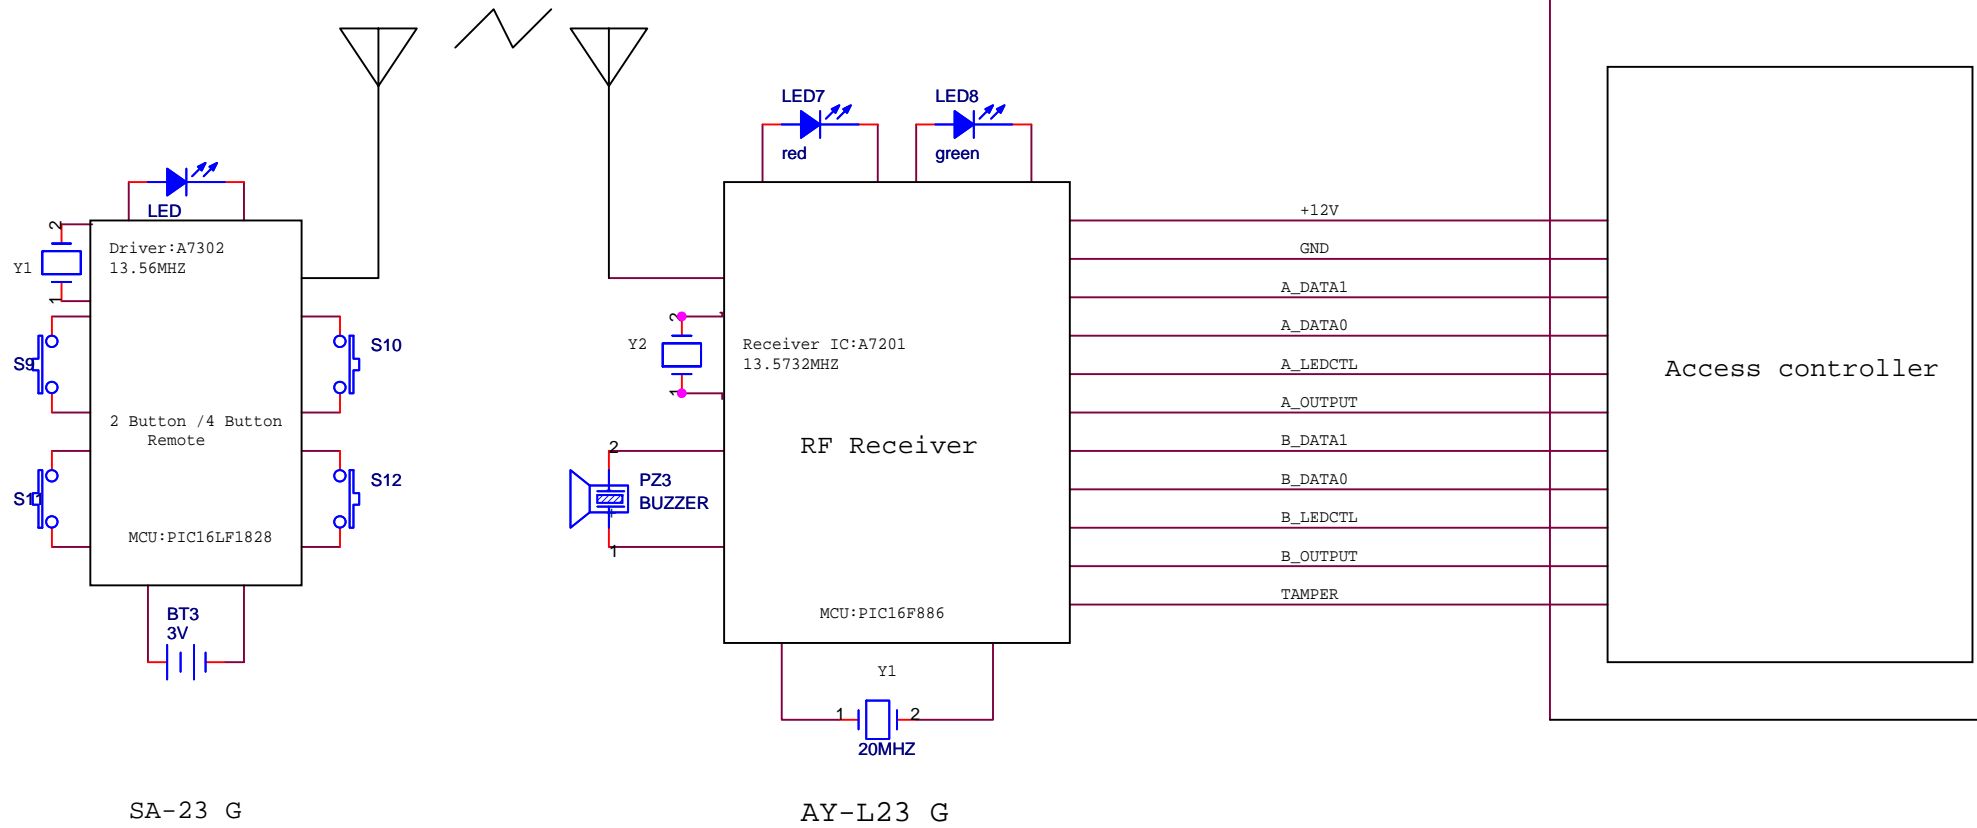 LED7
LED8
red
green
LED
2
Y1
1
Driver:A7302
13.56MHZ
S9
S10
2 Button /4 Button
Remote
S11
S12
MCU:PIC16LF1828
BT3
3V
SA-23 G
2
Y2
1
Receiver IC:A7201
13.5732MHZ
RF Receiver
2
PZ3
BUZZER
1
MCU:PIC16F886
Y1
1
2
20MHZ
AY-L23 G
+12V
GND
A_DATA1
A_DATA0
A_LEDCTL
A_OUTPUT
B_DATA1
B_DATA0
B_LEDCTL
B_OUTPUT
TAMPER
Access controller